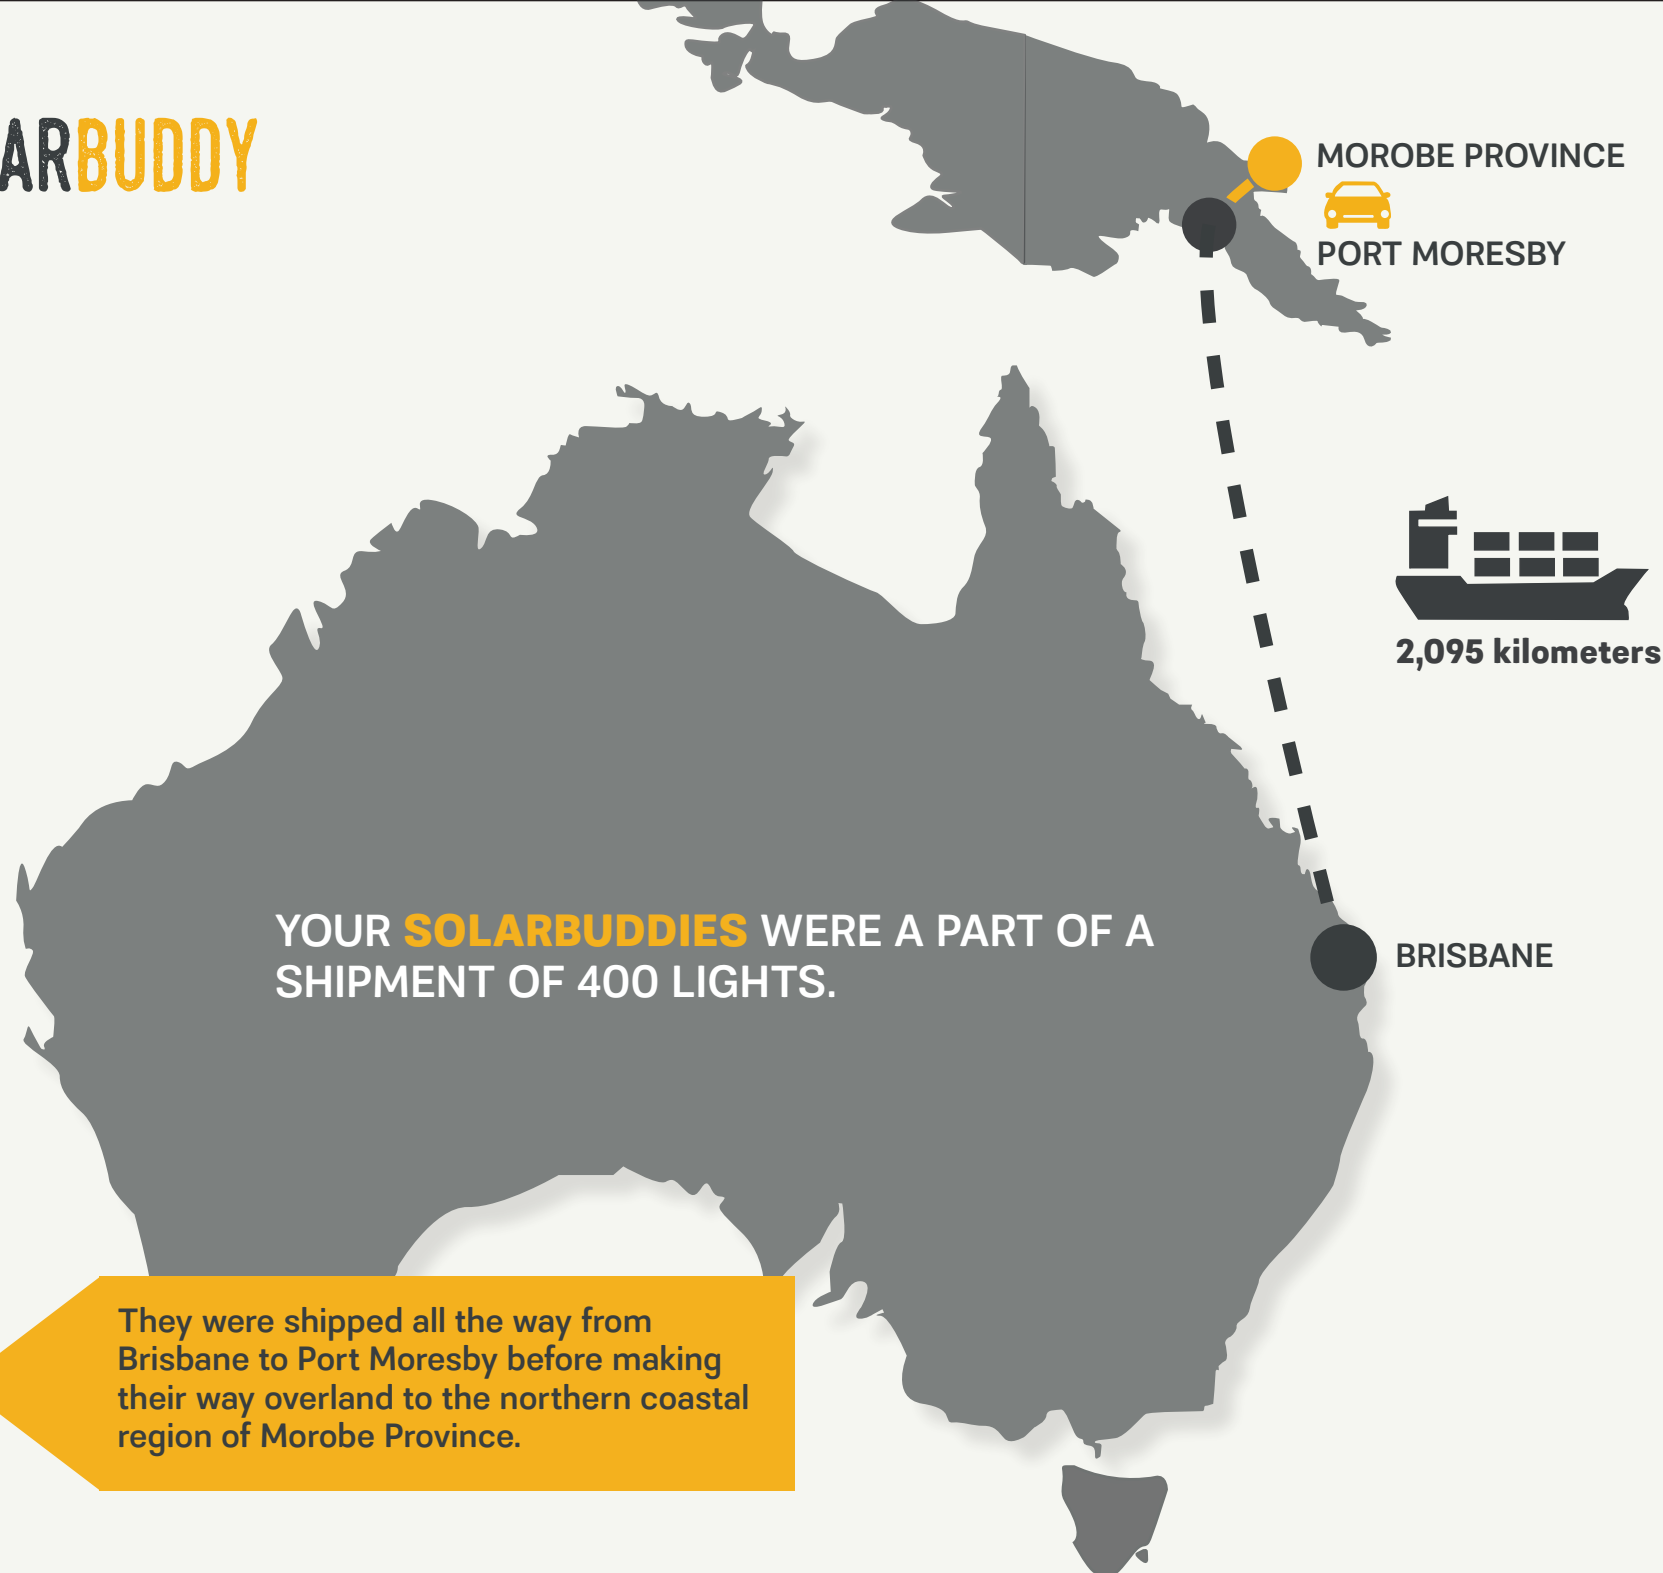 ARBUDDY
MOROBE PROVINCE
PORT MORESBY
2,095 kilometers
YOUR SOLARBUDDIES WERE A PART OF A
SHIPMENT OF 400 LIGHTS.
BRISBANE
They were shipped all the way from
Brisbane to Port Moresby before making
their way overland to the northern coastal
region of Morobe Province.